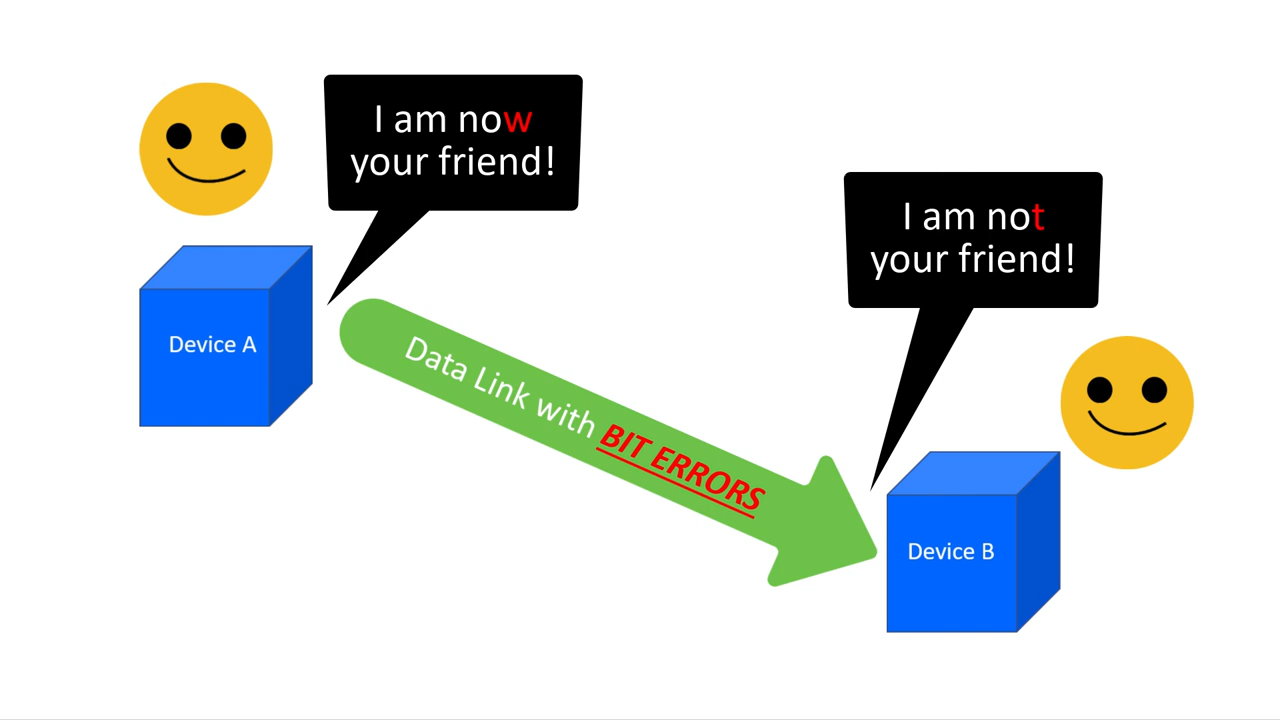 I am now
your friend!
I am not
your friend!
Device A
Data Link with BIT ERRORS
Device B